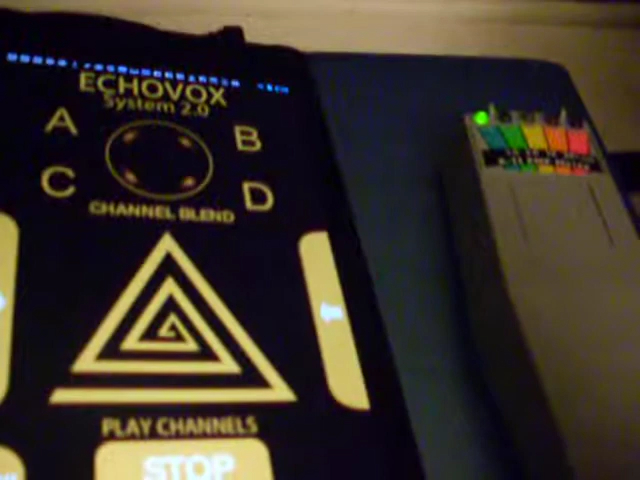 ECHOVOX
System 2.0
A
B
C
D
CHANNEL BLEND
PLAY CHANNELS
STOP